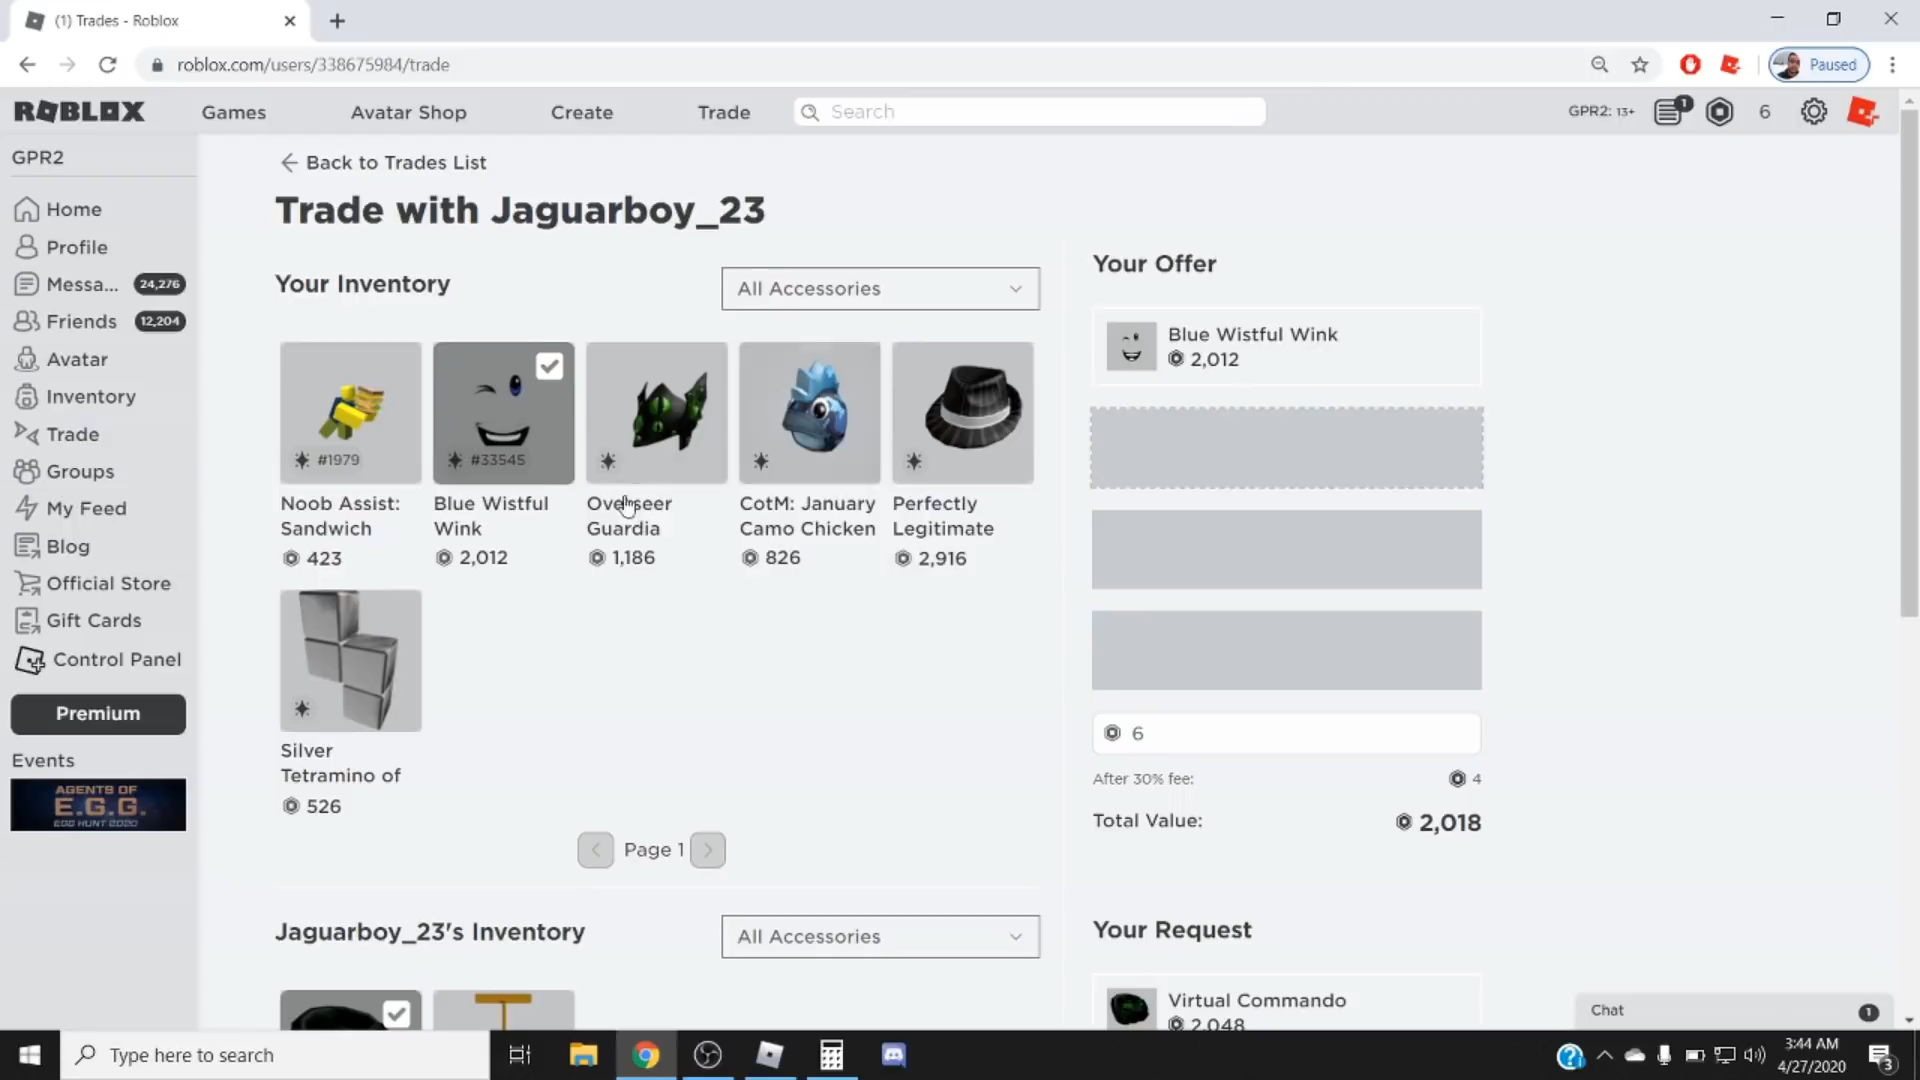 (1) Trades - Roblox
roblox.com/users/338675984/trade
Paused
ROBLOX
Games
Avatar Shop
Create
Trade
Search
GPR2: 13+
1
6
GPR2
Home
Profile
Messa... 24,276
Friends 12,204
Avatar
Inventory
Trade
Groups
My Feed
Blog
Official Store
Gift Cards
Control Panel
Premium
Events
AGENTS OF
E.G.G.
EGG HUNT 2020
Back to Trades List
Trade with Jaguarboy_23
Your Inventory
All Accessories
#1979
Noob Assist:
Sandwich
423
#33545
Blue Wistful
Wink
2,012
Overseer
Guardia
1,186
CotM: January
Camo Chicken
826
Perfectly
Legitimate
2,916
Silver
Tetramino of
526
Page 1
Jaguarboy_23's Inventory
All Accessories
Your Offer
Blue Wistful Wink
2,012
6
After 30% fee: 4
Total Value: 2,018
Your Request
Virtual Commando
2,048
Chat 1
Type here to search
3:44 AM
4/27/2020
3